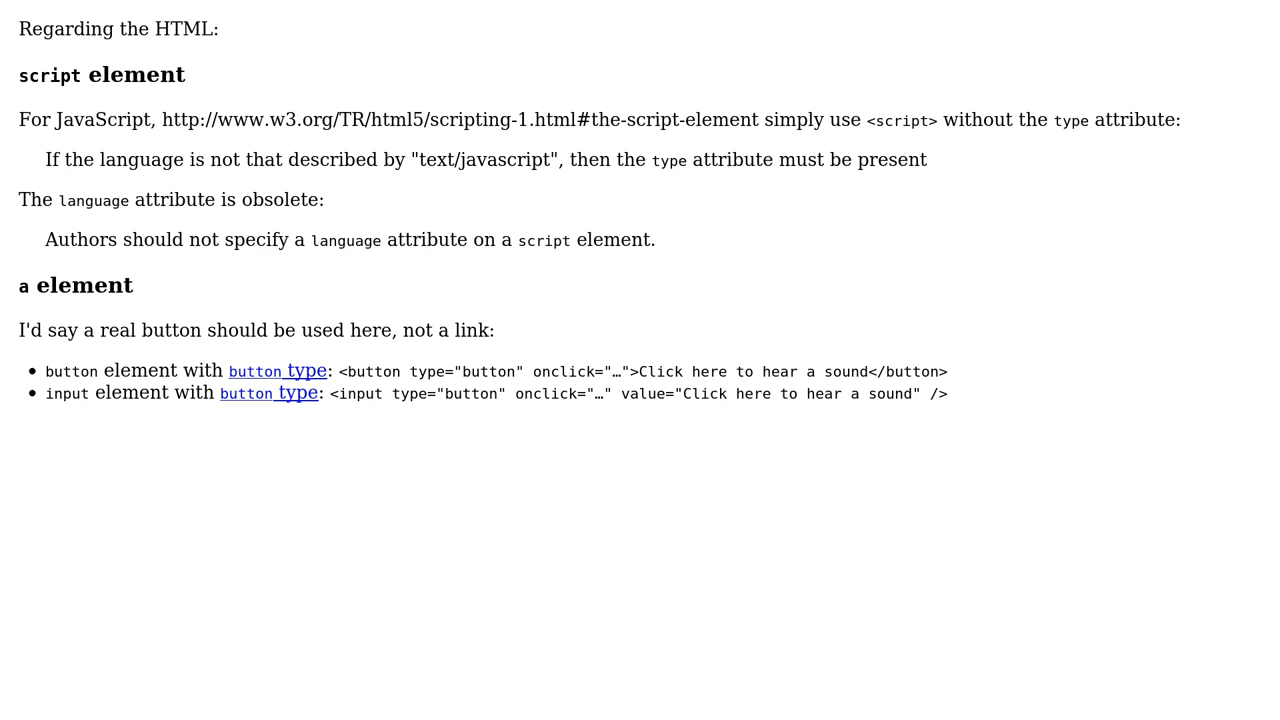 Regarding the HTML:
script element
For JavaScript, http://www.w3.org/TR/html5/scripting-1.html#the-script-element simply use <script> without the type attribute:
If the language is not that described by "text/javascript", then the type attribute must be present
The language attribute is obsolete:
Authors should not specify a language attribute on a script element.
a element
I'd say a real button should be used here, not a link:
• button element with button type: <button type="button" onclick="…">Click here to hear a sound</button>
• input element with button type: <input type="button" onclick="…" value="Click here to hear a sound" />